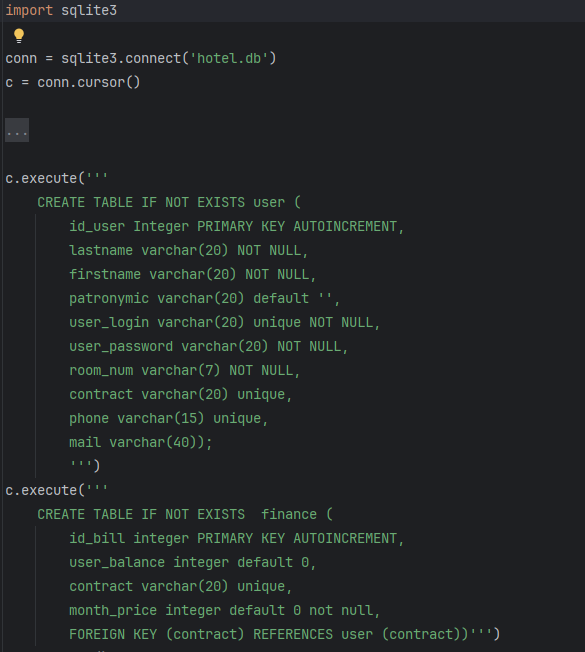 import sqlite3
conn = sqlite3.connect('hotel.db')
c = conn.cursor()
...
c.execute('''
CREATE TABLE IF NOT EXISTS user (
id_user Integer PRIMARY KEY AUTOINCREMENT,
lastname varchar(20) NOT NULL,
firstname varchar(20) NOT NULL,
patronymic varchar(20) default '',
user_login varchar(20) unique NOT NULL,
user_password varchar(20) NOT NULL,
room_num varchar(7) NOT NULL,
contract varchar(20) unique,
phone varchar(15) unique,
mail varchar(40));
''')
c.execute('''
CREATE TABLE IF NOT EXISTS  finance (
id_bill integer PRIMARY KEY AUTOINCREMENT,
user_balance integer default 0,
contract varchar(20) unique,
month_price integer default 0 not null,
FOREIGN KEY (contract) REFERENCES user (contract))''')